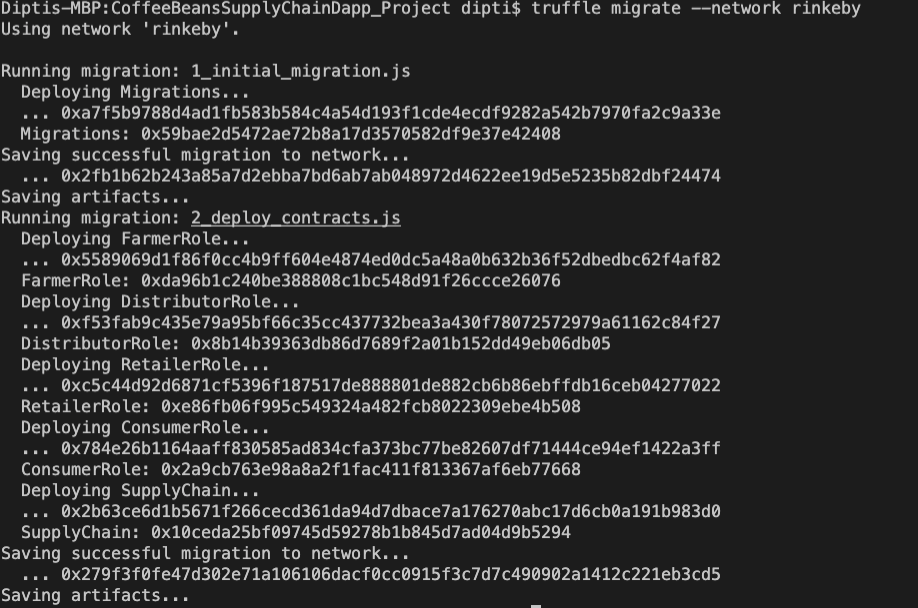 Diptis-MBP:CoffeeBeansSupplyChainDapp_Project dipti$ truffle migrate --network rinkeby
Using network 'rinkeby'.
Running migration: 1_initial_migration.js
Deploying Migrations...
... 0xa7f5b9788d4ad1fb583b584c4a54d193f1cde4ecdf9282a542b7970fa2c9a33e
Migrations: 0x59bae2d5472ae72b8a17d3570582df9e37e42408
Saving successful migration to network...
... 0x2fb1b62b243a85a7d2ebba7bd6ab7ab048972d4622ee19d5e5235b82dbf24474
Saving artifacts...
Running migration: 2_deploy_contracts.js
Deploying FarmerRole...
... 0x5589069d1f86f0cc4b9ff604e4874ed0dc5a48a0b632b36f52dbedbc62f4af82
FarmerRole: 0xda96b1c240be388808c1bc548d91f26ccce26076
Deploying DistributorRole...
... 0xf53fab9c435e79a95bf66c35cc437732bea3a430f78072572979a61162c84f27
DistributorRole: 0x8b14b39363db86d7689f2a01b152dd49eb06db05
Deploying RetailerRole...
... 0xc5c44d92d6871cf5396f187517de888801de882cb6b86ebffdb16ceb04277022
RetailerRole: 0xe86fb06f995c549324a482fcb8022309ebe4b508
Deploying ConsumerRole...
... 0x784e26b1164aaff830585ad834cfa373bc77be82607df71444ce94ef1422a3ff
ConsumerRole: 0x2a9cb763e98a8a2f1fac411f813367af6eb77668
Deploying SupplyChain...
... 0x2b63ce6d1b5671f266cecd361da94d7dbace7a176270abc17d6cb0a191b983d0
SupplyChain: 0x10ceda25bf09745d59278b1b845d7ad04d9b5294
Saving successful migration to network...
... 0x279f3f0fe47d302e71a106106dacf0cc0915f3c7d7c490902a1412c221eb3cd5
Saving artifacts...